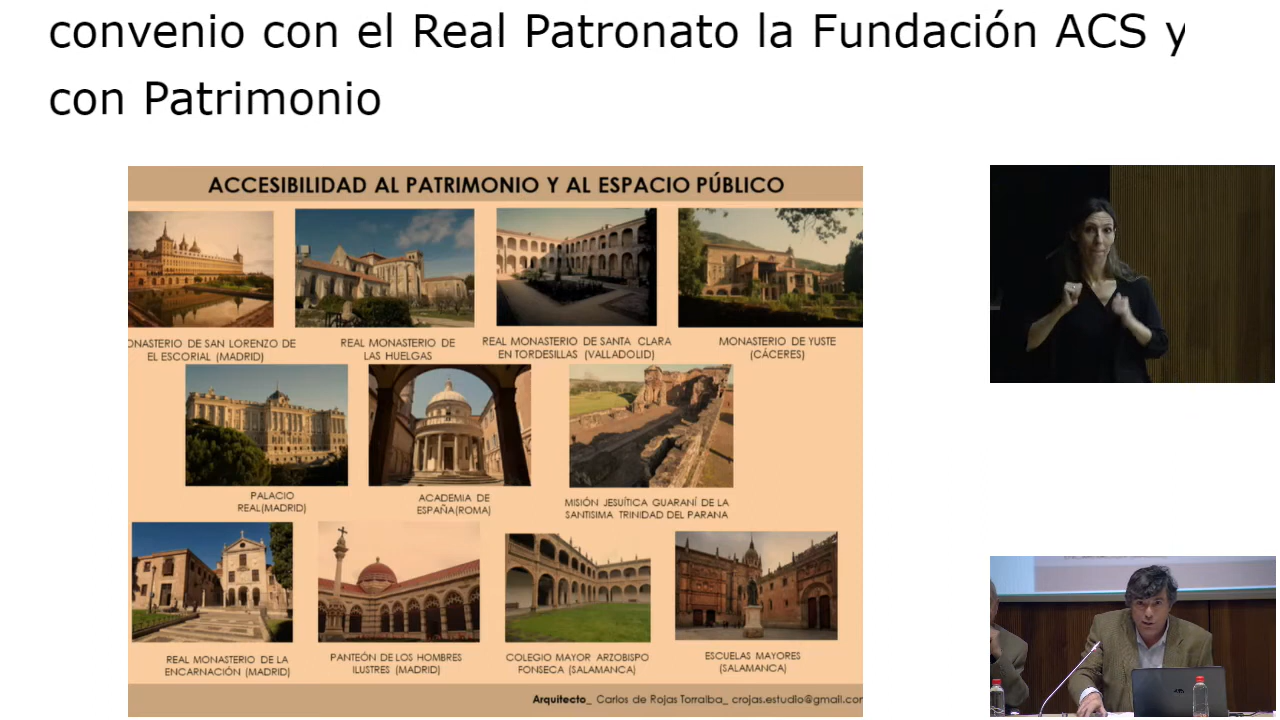 convenio con el Real Patronato la Fundación ACS y
con Patrimonio
ACCESIBILIDAD AL PATRIMONIO Y AL ESPACIO PÚBLICO
ONASTERIO DE SAN LORENZO DE
EL ESCORIAL (MADRID)
REAL MONASTERIO DE
LAS HUELGAS
REAL MONASTERIO DE SANTA CLARA
EN TORDESILLAS (VALLADOLID)
MONASTERIO DE YUSTE
(CÁCERES)
PALACIO
REAL(MADRID)
ACADEMIA DE
ESPAÑA(ROMA)
MISIÓN JESUÍTICA GUARANÍ DE LA
SANTISIMA TRINIDAD DEL PARANA
REAL MONASTERIO DE LA
ENCARNACIÓN (MADRID)
PANTEÓN DE LOS HOMBRES
ILUSTRES (MADRID)
COLEGIO MAYOR ARZOBISPO
FONSECA (SALAMANCA)
ESCUELAS MAYORES
(SALAMANCA)
Arquitecto_ Carlos de Rojas Torralba_ crojas.estudio@gmail.cor